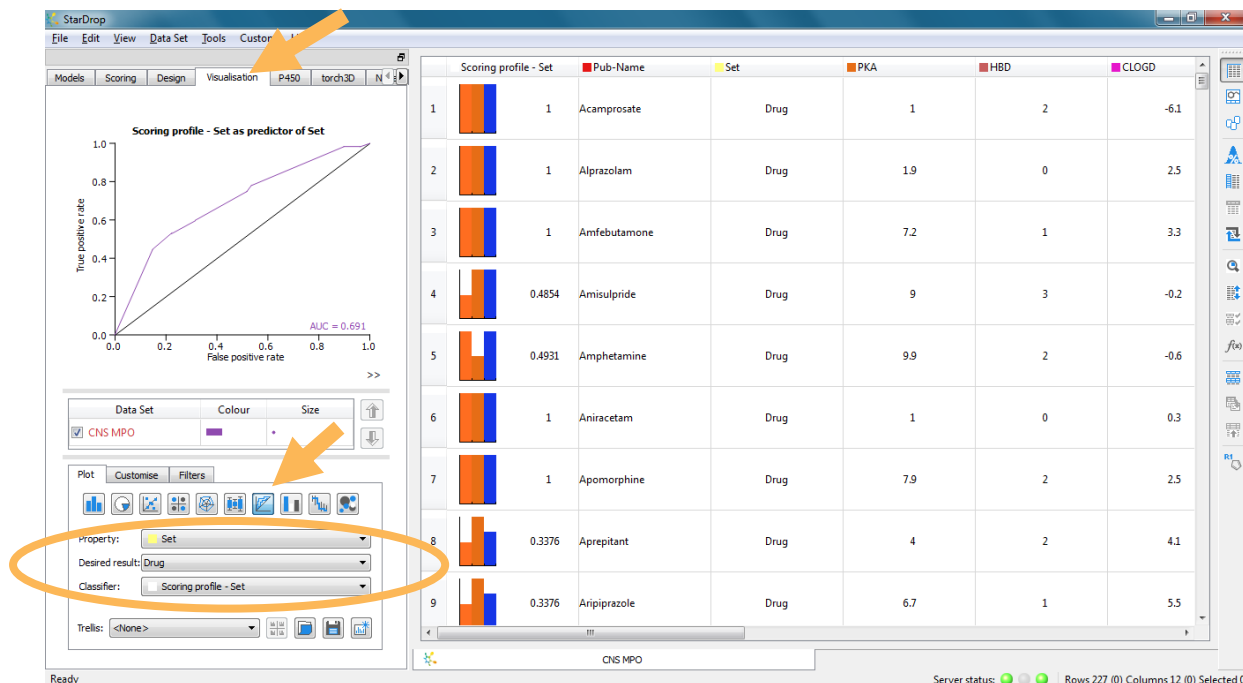 StarDrop
File Edit View Data Set Tools Custom
Models Scoring Design Visualisation P450 torch3D N
Scoring profile - Set as predictor of Set
1.0
0.8
0.6
0.4
0.2
0.0
True positive rate
AUC = 0.691
0.0 0.2 0.4 0.6 0.8 1.0
False positive rate
>>
Data Set Colour Size
CNS MPO
Plot Customise Filters
Property: Set
Desired result: Drug
Classifier: Scoring profile - Set
Trellis: <None>
Scoring profile - Set Pub-Name Set PKA HBD CLOGD
1 1 Acamprosate Drug 1 2 -6.1
2 1 Alprazolam Drug 1.9 0 2.5
3 1 Amfebutamone Drug 7.2 1 3.3
4 0.4854 Amisulpride Drug 9 3 -0.2
5 0.4931 Amphetamine Drug 9.9 2 -0.6
6 1 Aniracetam Drug 1 0 0.3
7 1 Apomorphine Drug 7.9 2 2.5
8 0.3376 Aprepitant Drug 4 2 4.1
9 0.3376 Aripiprazole Drug 6.7 1 5.5
CNS MPO
f(x)
R1
Ready
Server status: Rows 227 (0) Columns 12 (0) Selected 0